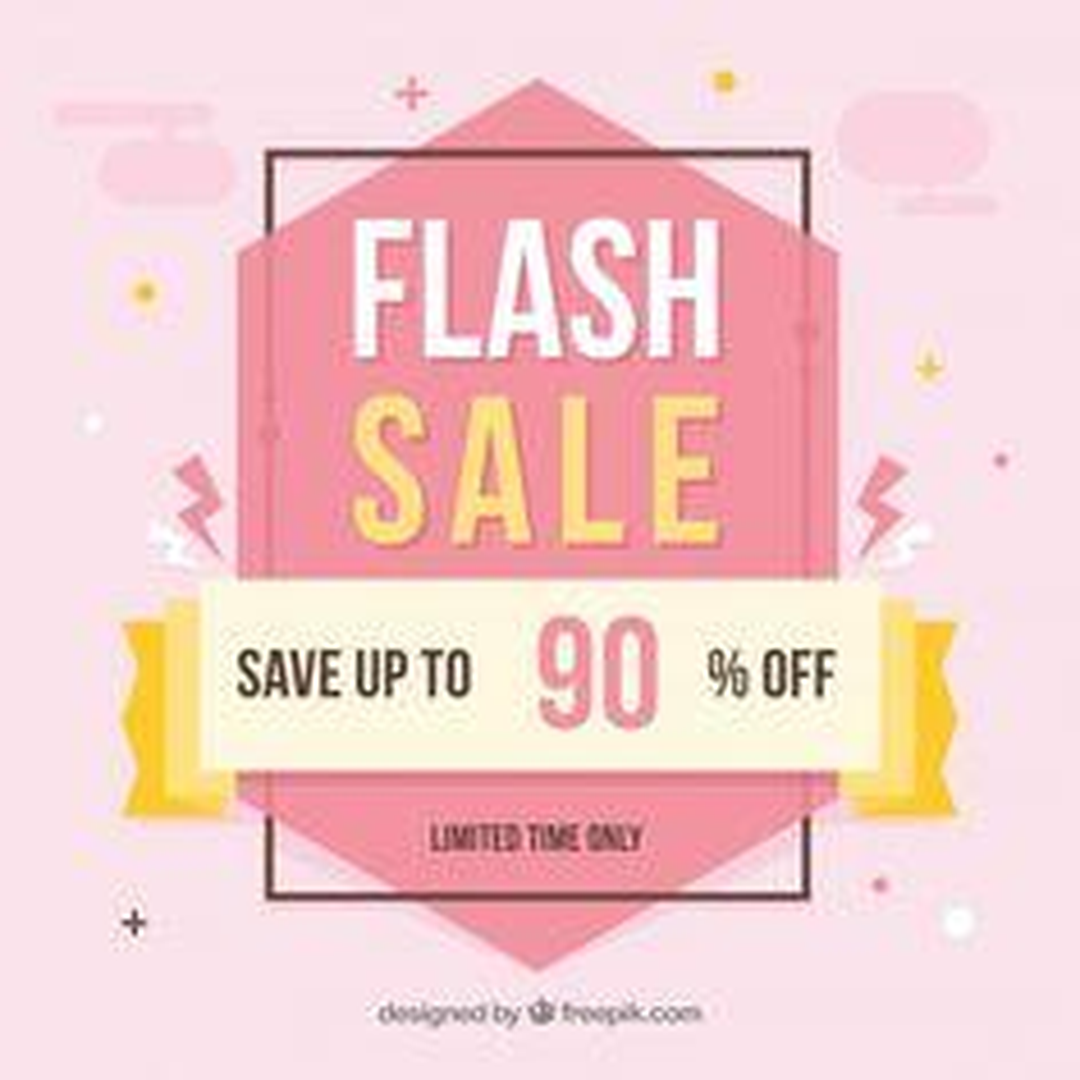 FLASH
SALE
SAVE UP TO 90 % OFF
LIMITED TIME ONLY
designed by freepik.com